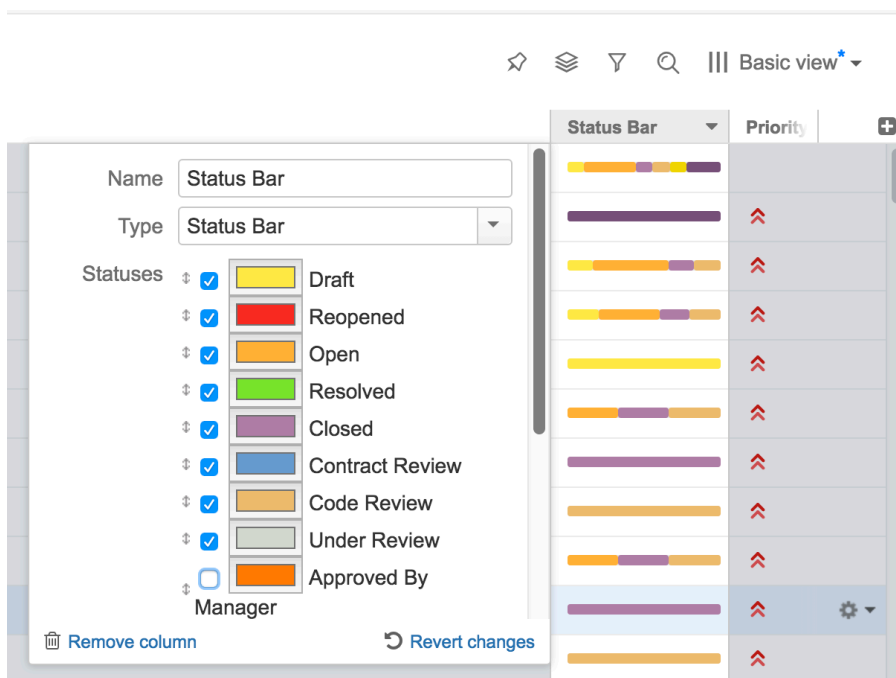 Basic view*
Status Bar
Priority
Name
Status Bar
Type
Status Bar
Statuses
Draft
Reopened
Open
Resolved
Closed
Contract Review
Code Review
Under Review
Approved By
Manager
Remove column
Revert changes